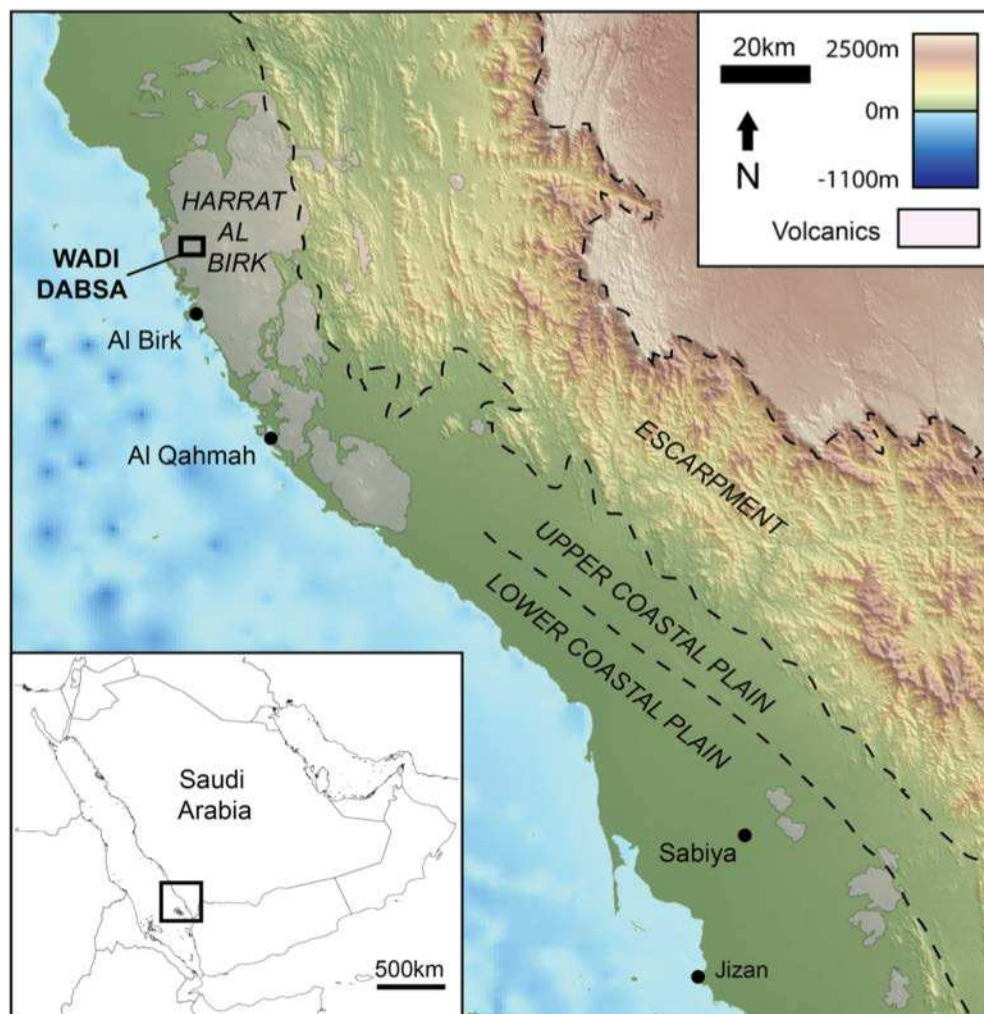 20km
N
2500m
0m
-1100m
Volcanics
HARRAT
AL
BIRK
WADI
DABSA
Al Birk
Al Qahmah
ESCARPMENT
UPPER COASTAL PLAIN
LOWER COASTAL PLAIN
Saudi
Arabia
500km
Sabiya
Jizan